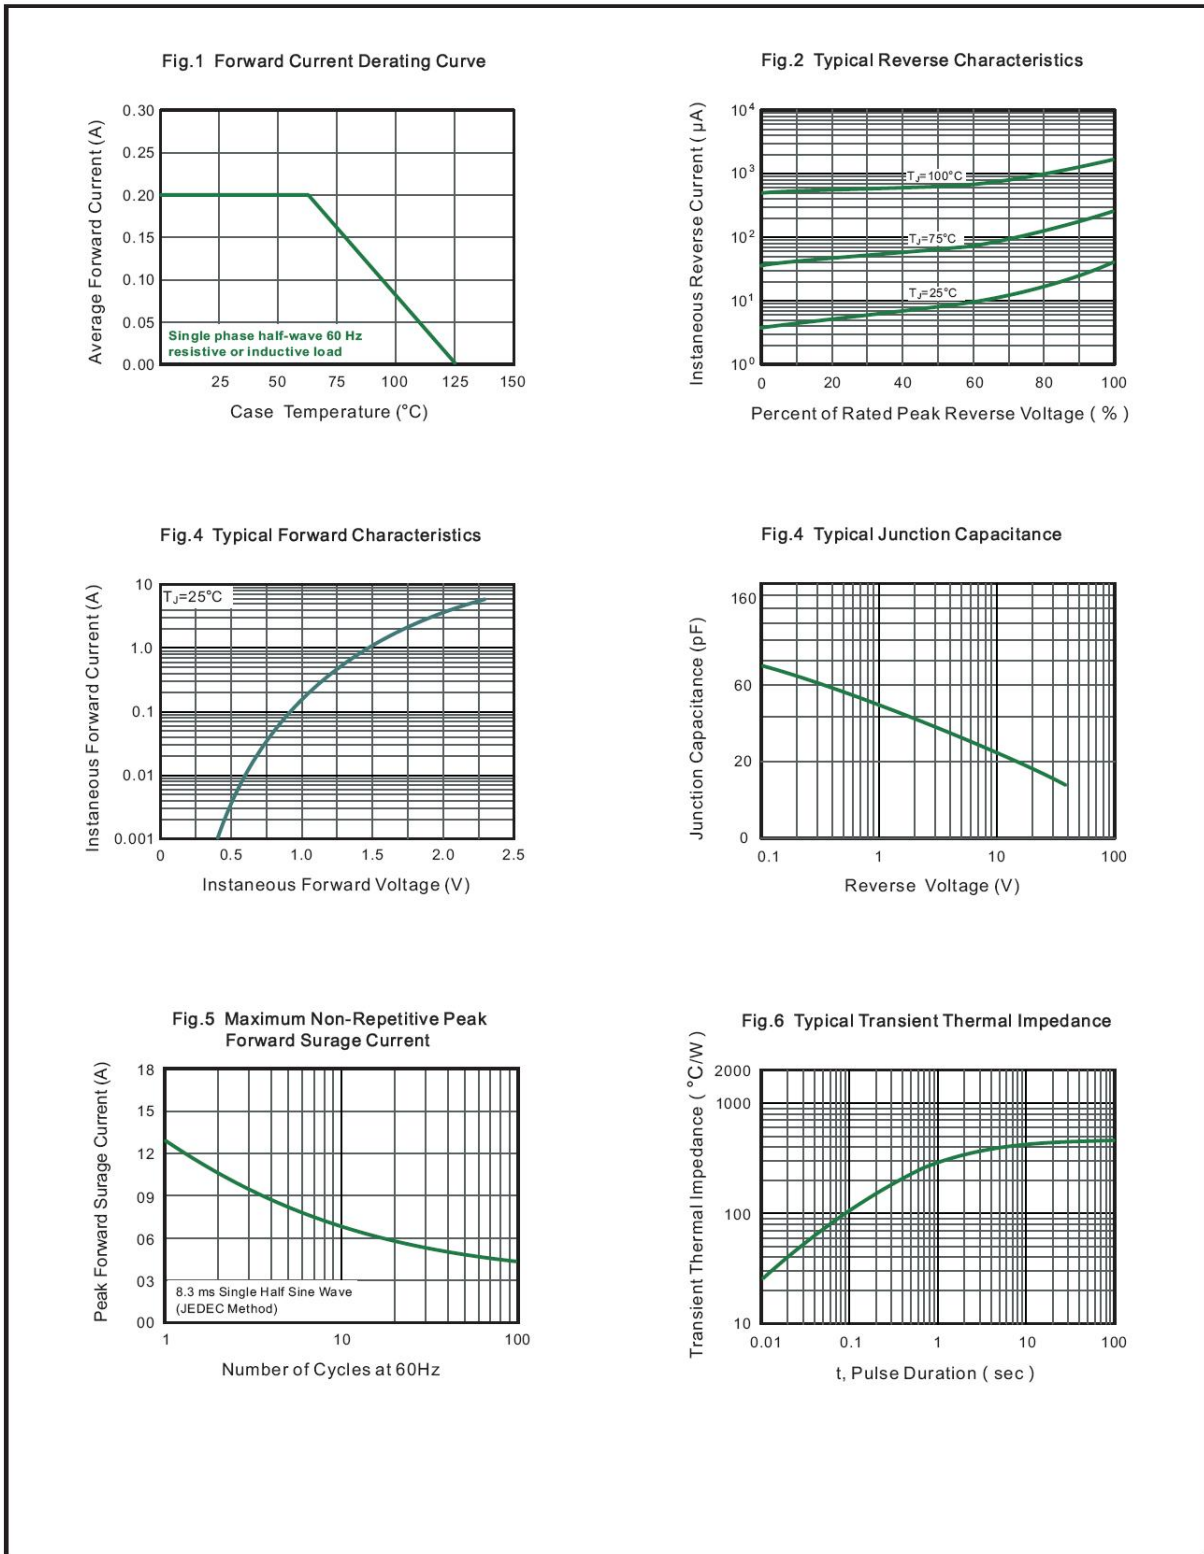 Fig.1 Forward Current Derating Curve
Average Forward Current (A)
0.30
0.25
0.20
0.15
0.10
0.05
0.00
Single phase half-wave 60 Hz
resistive or inductive load
25 50 75 100 125 150
Case Temperature (°C)
Fig.2 Typical Reverse Characteristics
Instaneous Reverse Current ( μA)
10⁴
10³
10²
10¹
10⁰
TJ=100°C
TJ=75°C
TJ=25°C
0 20 40 60 80 100
Percent of Rated Peak Reverse Voltage ( % )
Fig.4 Typical Forward Characteristics
Instaneous Forward Current (A)
10
1.0
0.1
0.01
0.001
TJ=25°C
0 0.5 1.0 1.5 2.0 2.5
Instaneous Forward Voltage (V)
Fig.4 Typical Junction Capacitance
Junction Capacitance (pF)
160
60
20
0
0.1 1 10 100
Reverse Voltage (V)
Fig.5 Maximum Non-Repetitive Peak
Forward Surage Current
Peak Forward Surage Current (A)
18
15
12
09
06
03
00
8.3 ms Single Half Sine Wave
(JEDEC Method)
1 10 100
Number of Cycles at 60Hz
Fig.6 Typical Transient Thermal Impedance
Transient Thermal Impedance ( °C/W )
2000
1000
100
10
0.01 0.1 1 10 100
t, Pulse Duration ( sec )